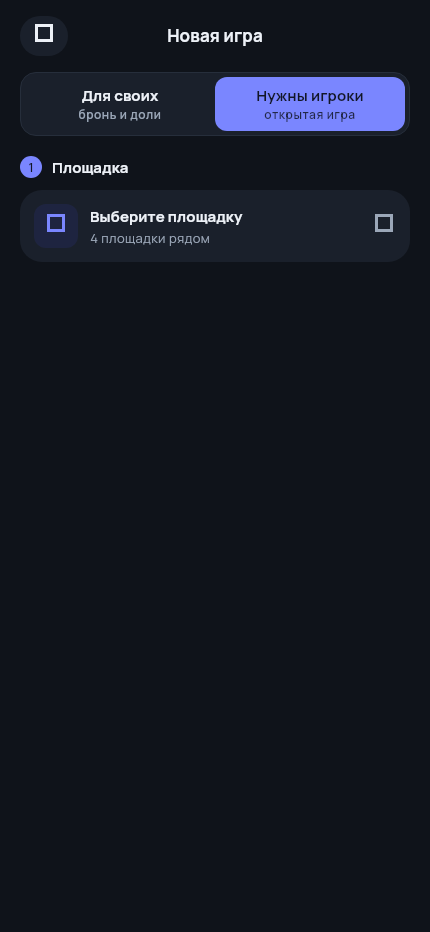 Новая игра
Для своих
бронь и доли
Нужны игроки
открытая игра
1 Площадка
Выберите площадку
4 площадки рядом